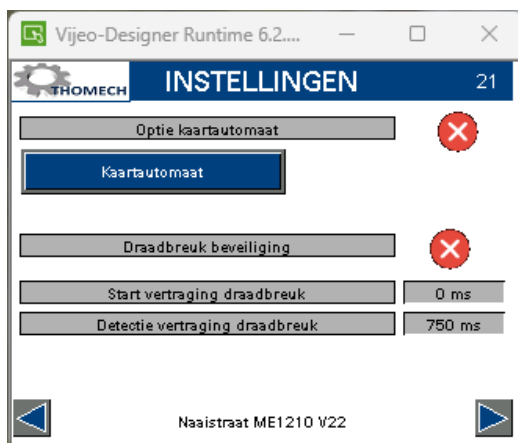 Vijeo-Designer Runtime 6.2....
THOMECH INSTELLINGEN 21
Optie kaartautomaat
Kaartautomaat
Draadbreuk beveiliging
Start vertraging draadbreuk 0 ms
Detectie vertraging draadbreuk 750 ms
Naaistraat ME1210 V22